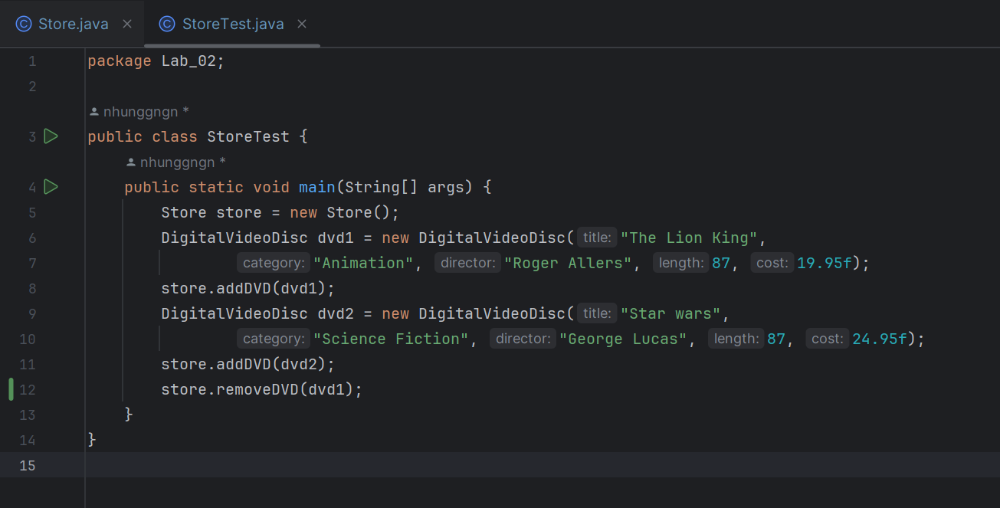 Store.java × StoreTest.java ×
1 package Lab_02;
2
nhunggngn *
3 public class StoreTest {
nhunggngn *
4 public static void main(String[] args) {
5 Store store = new Store();
6 DigitalVideoDisc dvd1 = new DigitalVideoDisc( title: "The Lion King",
7 category: "Animation", director: "Roger Allers", length: 87, cost: 19.95f);
8 store.addDVD(dvd1);
9 DigitalVideoDisc dvd2 = new DigitalVideoDisc( title: "Star wars",
10 category: "Science Fiction", director: "George Lucas", length: 87, cost: 24.95f);
11 store.addDVD(dvd2);
12 store.removeDVD(dvd1);
13 }
14 }
15